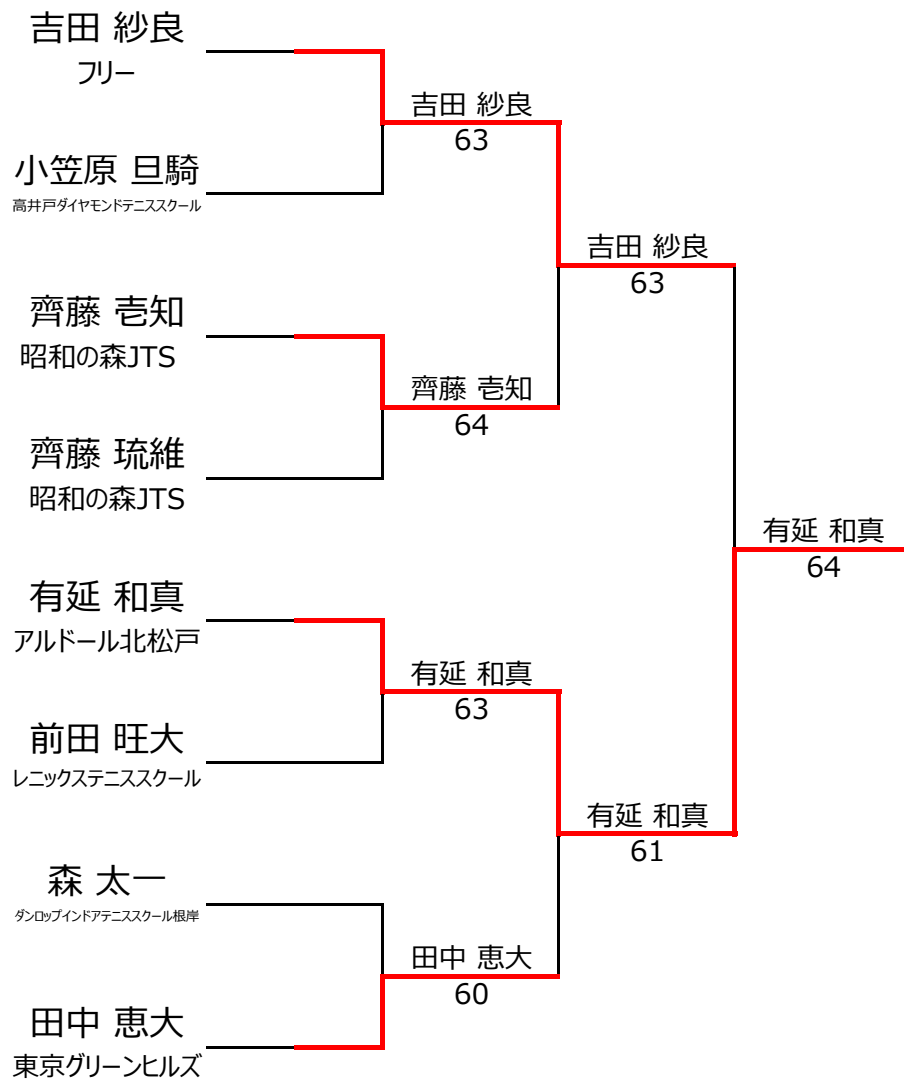 吉田 紗良
フリー
小笠原 旦騎
高井戸ダイヤモンドテニススクール
齊藤 壱知
昭和の森JTS
齊藤 琉維
昭和の森JTS
有延 和真
アルドール北松戸
前田 旺大
レニックステニススクール
森 太一
ダンロップインドアテニススクール根岸
田中 恵大
東京グリーンヒルズ
吉田 紗良
63
齊藤 壱知
64
有延 和真
63
田中 恵大
60
吉田 紗良
63
有延 和真
61
有延 和真
64